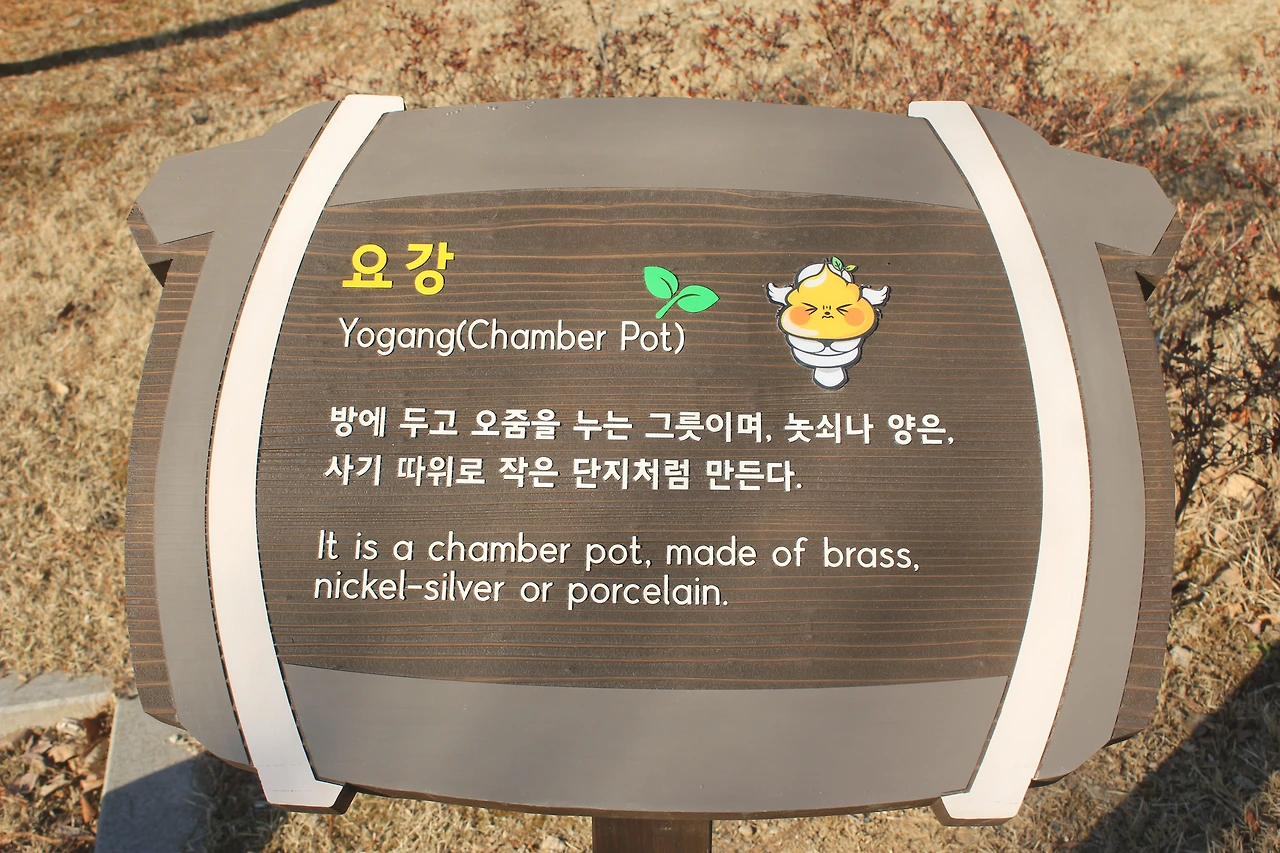 요강
Yogang(Chamber Pot)
방에 두고 오줌을 누는 그릇이며, 놋쇠나 양은,
사기 따위로 작은 단지처럼 만든다.
It is a chamber pot, made of brass,
nickel-silver or porcelain.